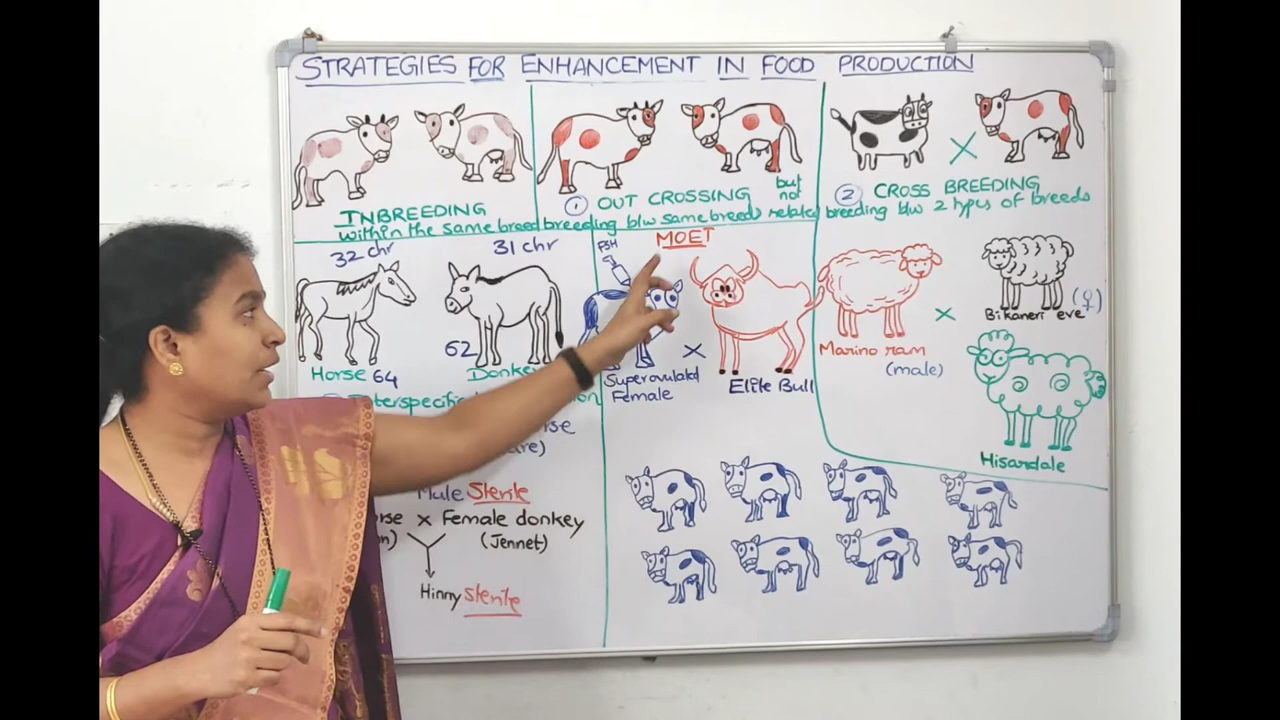 STRATEGIES FOR ENHANCEMENT IN FOOD PRODUCTION
INBREEDING
within the same breed
① OUT CROSSING but not
breeding b/w same breeds related
② CROSS BREEDING
breeding b/w 2 types of breeds
32 chr
31 chr
Horse 64
62
Donkey
FSH
MOET
Superovulated
Female
×
Elite Bull
Marino ram
(male)
×
Bikaneri eve (♀)
Hisardale
Male Sterile
× Female donkey
(Jennet)
Hinny Sterile